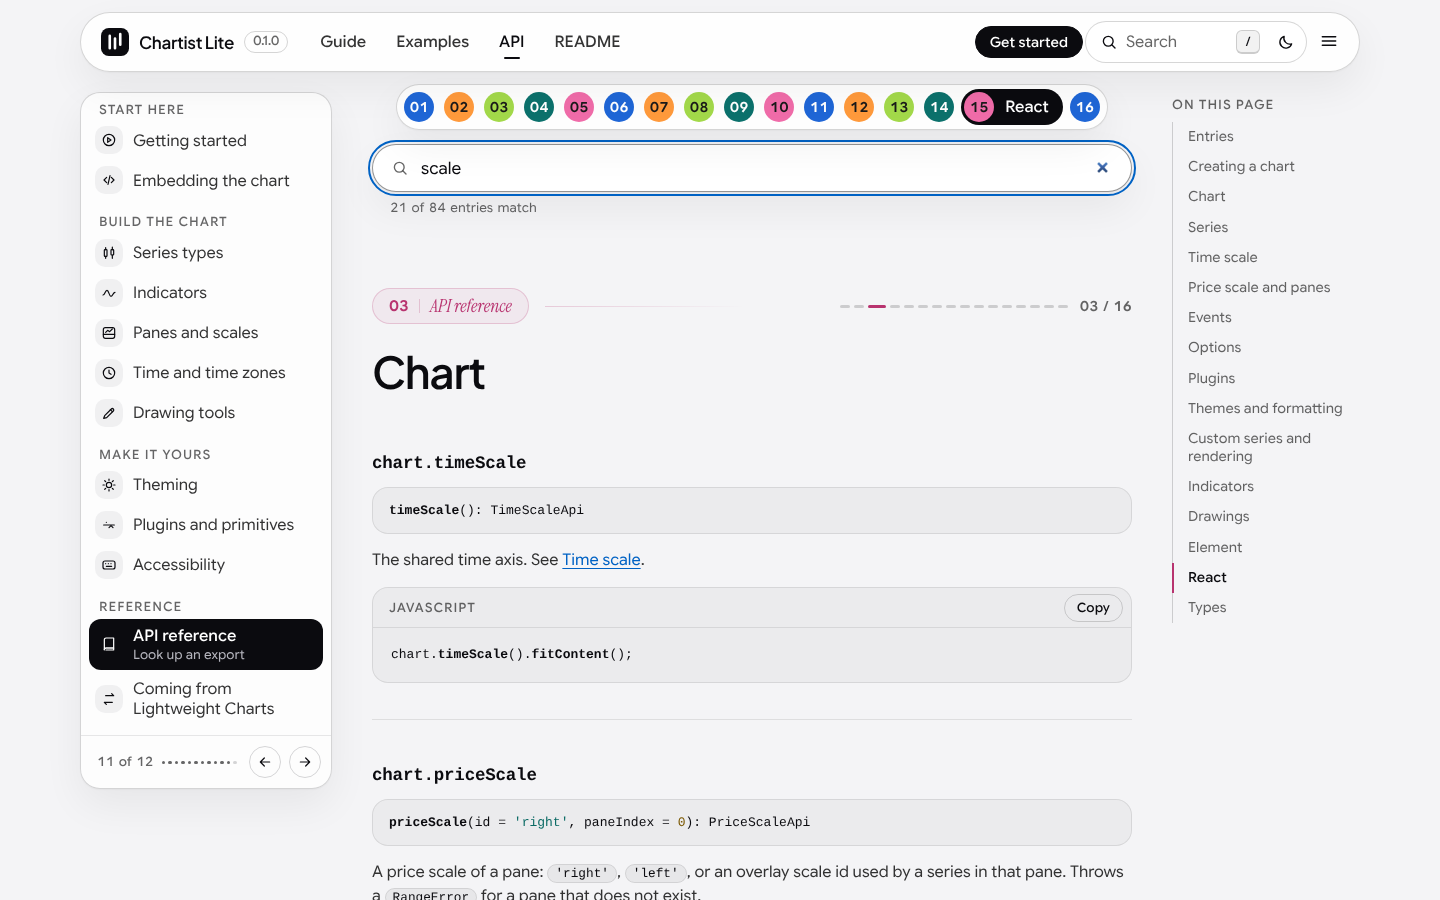 Chartist Lite 0.1.0 Guide Examples API README Get started Search /
START HERE
Getting started
Embedding the chart
BUILD THE CHART
Series types
Indicators
Panes and scales
Time and time zones
Drawing tools
MAKE IT YOURS
Theming
Plugins and primitives
Accessibility
REFERENCE
API reference
Look up an export
Coming from
Lightweight Charts
11 of 12
01 02 03 04 05 06 07 08 09 10 11 12 13 14 15 React 16
scale
21 of 84 entries match
03 API reference 03 / 16
Chart
chart.timeScale
timeScale(): TimeScaleApi
The shared time axis. See Time scale.
JAVASCRIPT Copy
chart.timeScale().fitContent();
chart.priceScale
priceScale(id = 'right', paneIndex = 0): PriceScaleApi
A price scale of a pane: 'right', 'left', or an overlay scale id used by a series in that pane. Throws
a RangeError for a pane that does not exist.
ON THIS PAGE
Entries
Creating a chart
Chart
Series
Time scale
Price scale and panes
Events
Options
Plugins
Themes and formatting
Custom series and
rendering
Indicators
Drawings
Element
React
Types